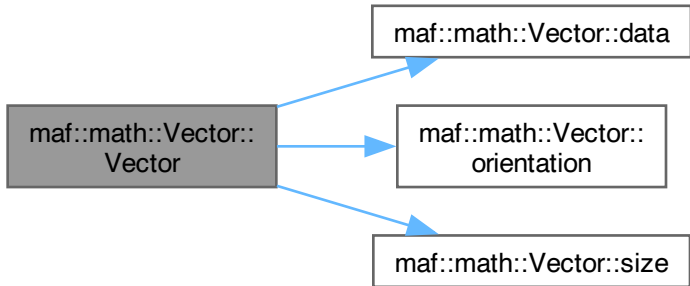 maf::math::Vector::
Vector
maf::math::Vector::data
maf::math::Vector::
orientation
maf::math::Vector::size